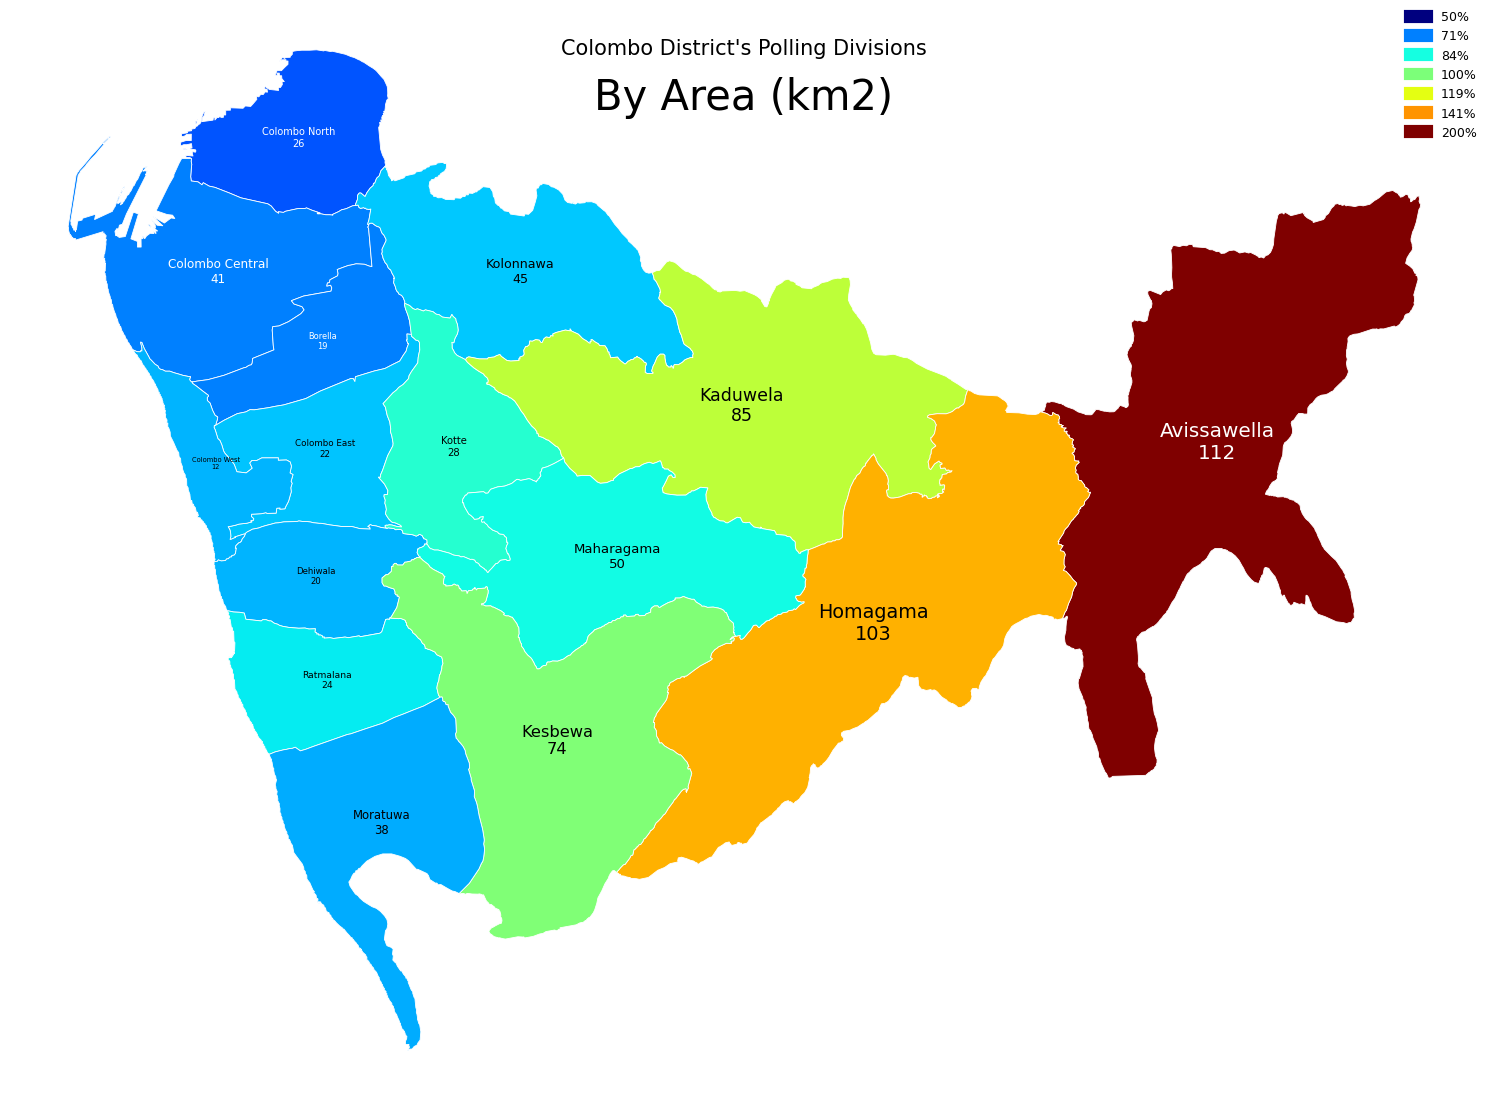 Colombo District's Polling Divisions
By Area (km2)
50%
71%
84%
100%
119%
141%
200%
Colombo North
26
Colombo Central
41
Kolonnawa
45
Borella
19
Kaduwela
85
Avissawella
112
Colombo East
22
Kotte
28
Colombo West
12
Maharagama
50
Dehiwala
20
Homagama
103
Ratmalana
24
Kesbewa
74
Moratuwa
38